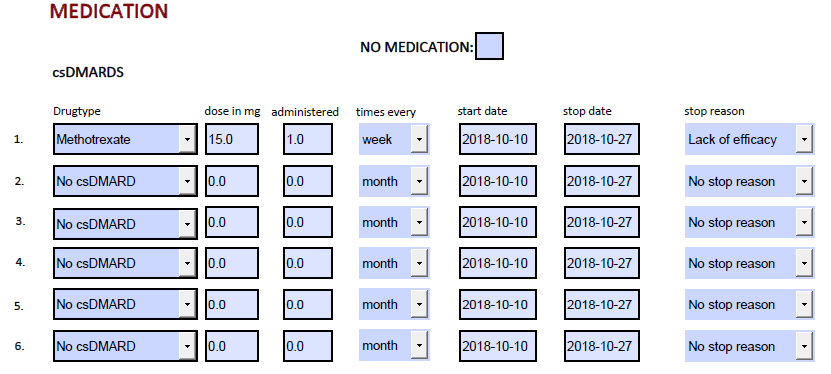 MEDICATION
NO MEDICATION:
csDMARDS
Drugtype dose in mg administered times every start date stop date stop reason
1. Methotrexate 15.0 1.0 week 2018-10-10 2018-10-27 Lack of efficacy
2. No csDMARD 0.0 0.0 month 2018-10-10 2018-10-27 No stop reason
3. No csDMARD 0.0 0.0 month 2018-10-10 2018-10-27 No stop reason
4. No csDMARD 0.0 0.0 month 2018-10-10 2018-10-27 No stop reason
5. No csDMARD 0.0 0.0 month 2018-10-10 2018-10-27 No stop reason
6. No csDMARD 0.0 0.0 month 2018-10-10 2018-10-27 No stop reason